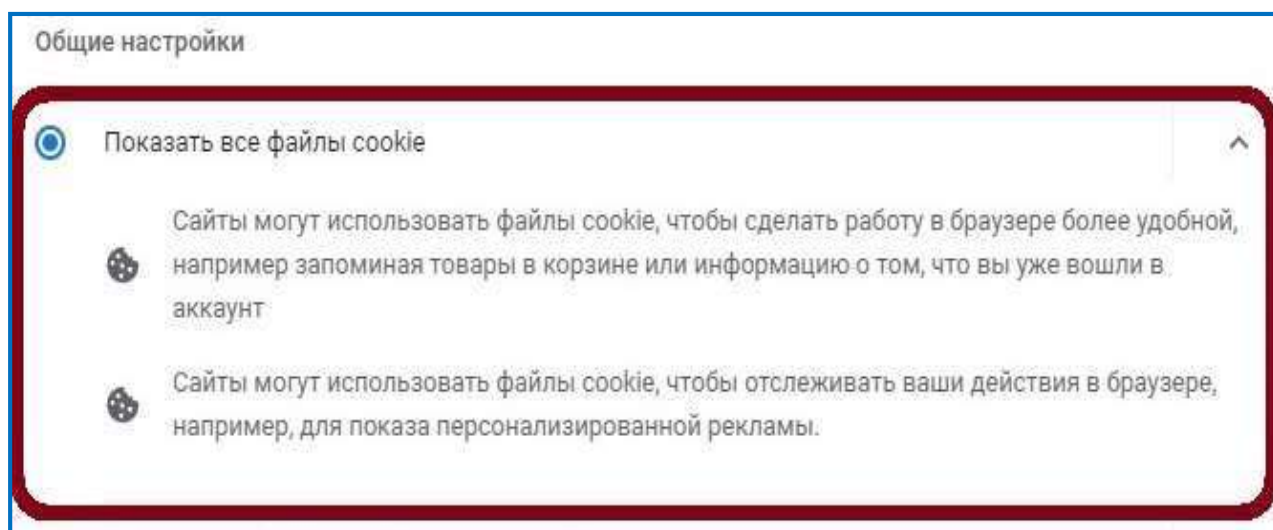 Общие настройки
Показать все файлы cookie
Сайты могут использовать файлы cookie, чтобы сделать работу в браузере более удобной,
например запоминая товары в корзине или информацию о том, что вы уже вошли в
аккаунт
Сайты могут использовать файлы cookie, чтобы отслеживать ваши действия в браузере,
например, для показа персонализированной рекламы.